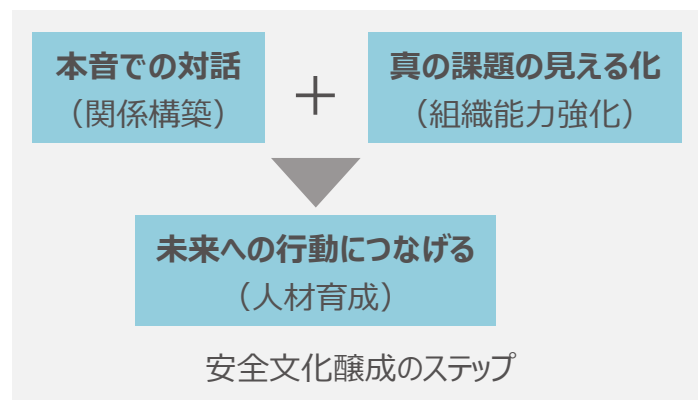 本音での対話
（関係構築）
＋
真の課題の見える化
（組織能力強化）
未来への行動につなげる
（人材育成）
安全文化醸成のステップ